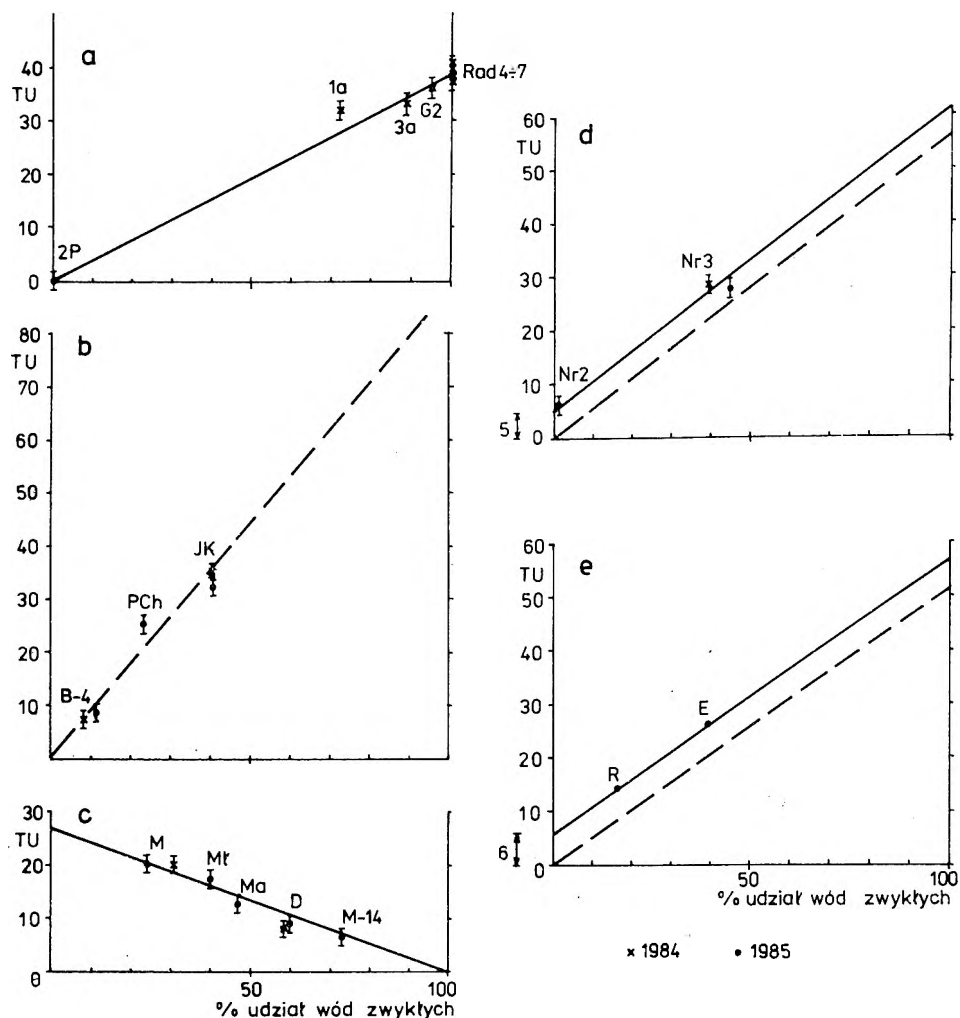 a
40
TU
30
20
10
0
2P
1a
3a
G2
Rad 4÷7
b
80
TU
70
60
50
40
30
20
10
B-4
PCh
JK
c
30
TU
20
10
0
M
Mł
Ma
D
M-14
50
100
% udział wód zwykłych
d
60
TU
50
40
30
20
10
0
5
Nr2
Nr3
e
60
TU
50
40
30
20
10
0
6
R
E
50
100
% udział wód zwykłych
× 1984 • 1985